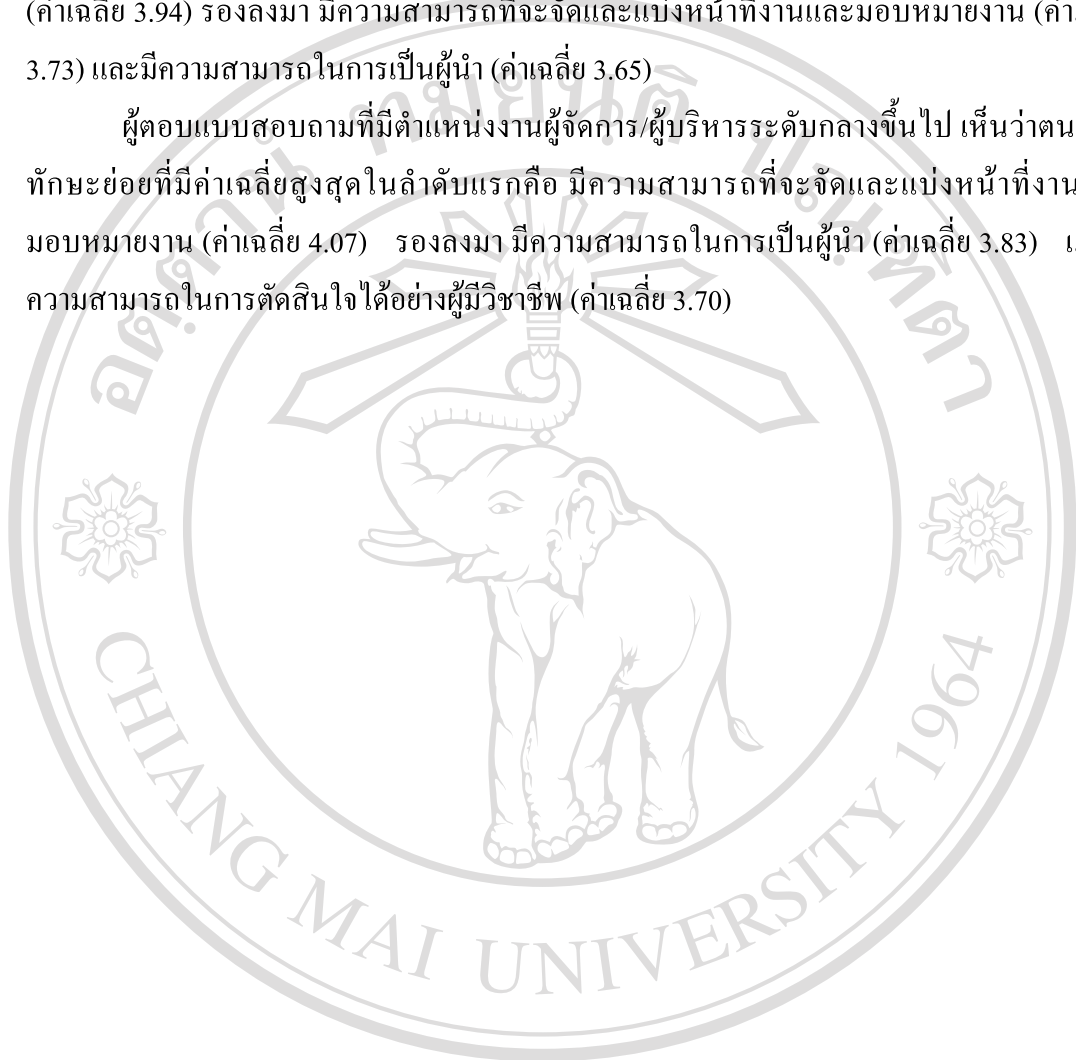 (ค่าเฉลี่ย 3.94) รองลงมา มีความสามารถที่จะจัดและแบ่งหน้าที่งานและมอบหมายงาน
3.73) และมีความสามารถในการเป็นผู้นำ (ค่าเฉลี่ย 3.65)
ผู้ตอบแบบสอบถามที่มีตำแหน่งงานผู้จัดการ/ผู้บริหารระดับกลางขึ้นไป เห็นว่าตน
ทักษะย่อยที่มีค่าเฉลี่ยสูงสุดในลำดับแรกคือ มีความสามารถที่จะจัดและแบ่งหน้าที่งาน
มอบหมายงาน (ค่าเฉลี่ย 4.07) รองลงมา มีความสามารถในการเป็นผู้นำ (ค่าเฉลี่ย 3.83)
ความสามารถในการตัดสินใจได้อย่างผู้มีวิชาชีพ (ค่าเฉลี่ย 3.70)
CHIANG MAI UNIVERSITY 1964